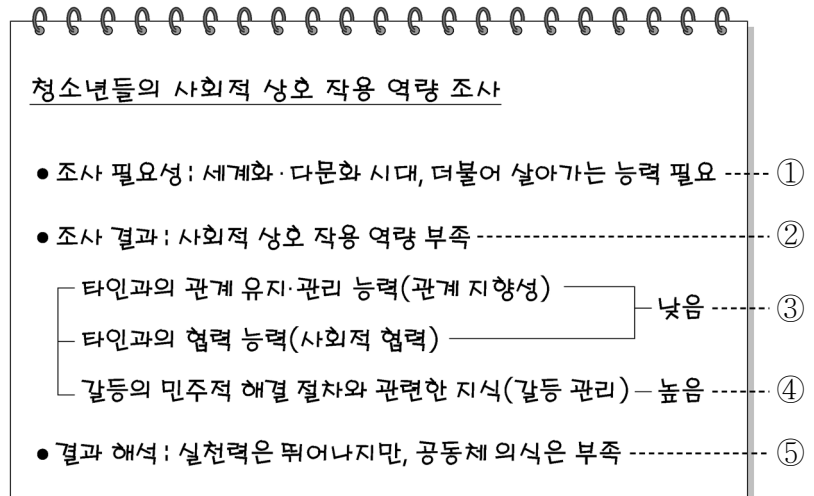 청소년들의 사회적 상호 작용 역량 조사
● 조사 필요성: 세계화·다문화 시대, 더불어 살아가는 능력 필요 ①
● 조사 결과: 사회적 상호 작용 역량 부족 ②
타인과의 관계 유지·관리 능력(관계 지향성)
낮음 ③
타인과의 협력 능력(사회적 협력)
갈등의 민주적 해결 절차와 관련한 지식(갈등 관리) 높음 ④
● 결과 해석: 실천력은 뛰어나지만, 공동체 의식은 부족 ⑤